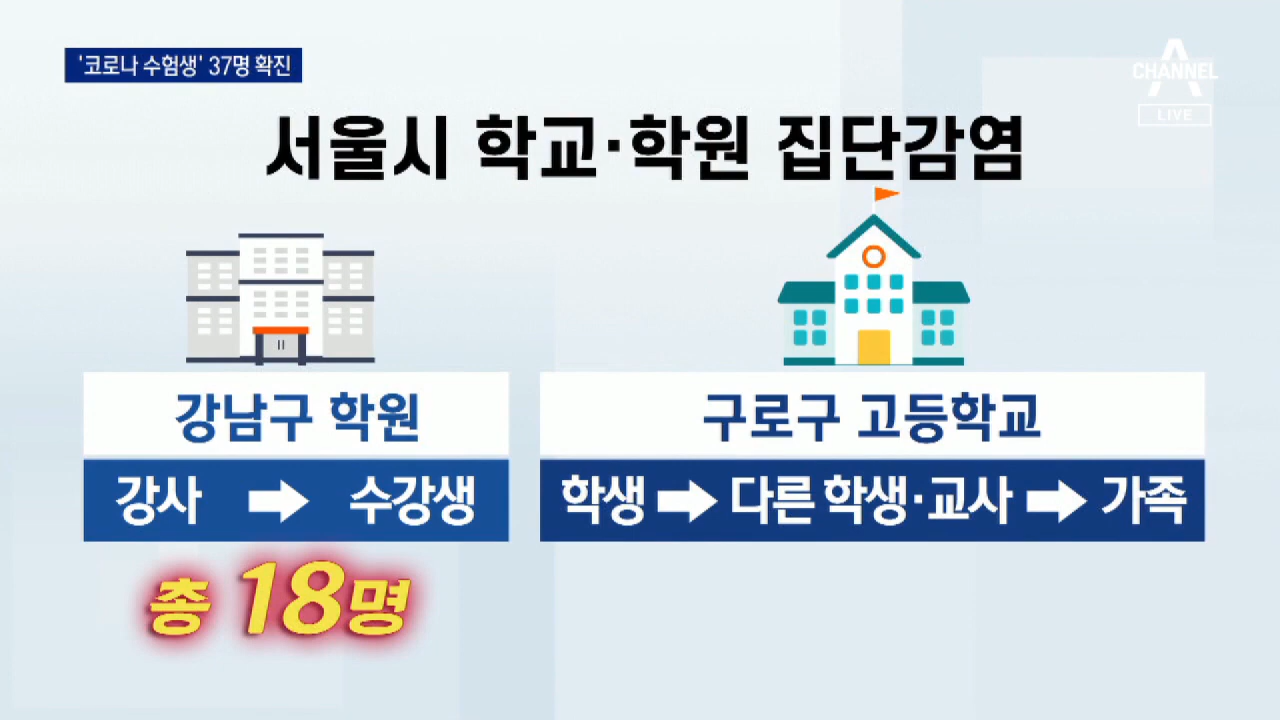 '코로나 수험생' 37명 확진
CHANNEL A
LIVE
서울시 학교·학원 집단감염
강남구 학원
강사 ➡ 수강생
총 18명
구로구 고등학교
학생 ➡ 다른 학생·교사 ➡ 가족